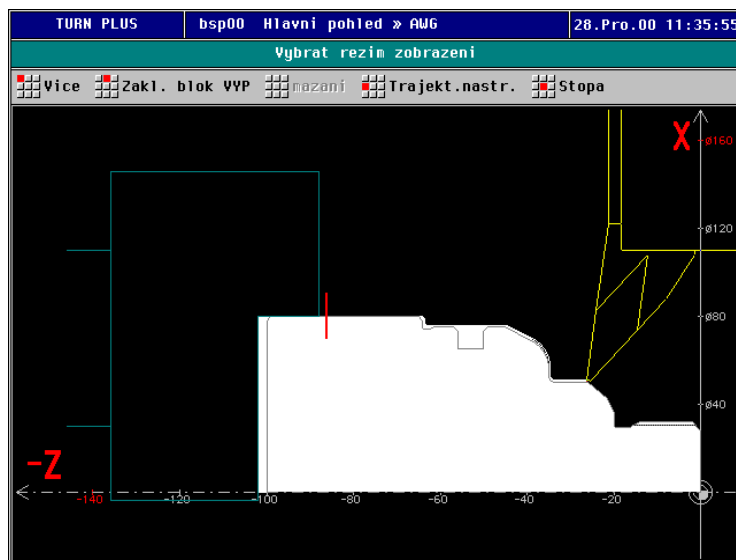 TURN PLUS bsp00 Hlavni pohled » AWG 28.Pro.00 11:35:55
Vybrat rezim zobrazeni
Vice Zakl. blok VYP mazani Trajekt.nastr. Stopa
X ø160
ø120
ø80
ø40
-Z
-140 -120 -100 -80 -60 -40 -20